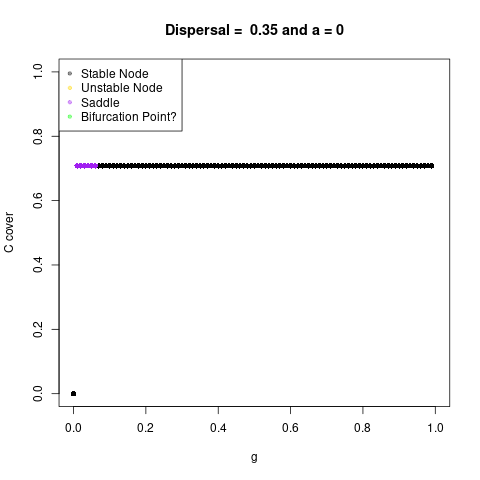 Dispersal =  0.35 and a = 0
Stable Node
Unstable Node
Saddle
Bifurcation Point?
C cover
1.0
0.8
0.6
0.4
0.2
0.0
0.0 0.2 0.4 0.6 0.8 1.0
g